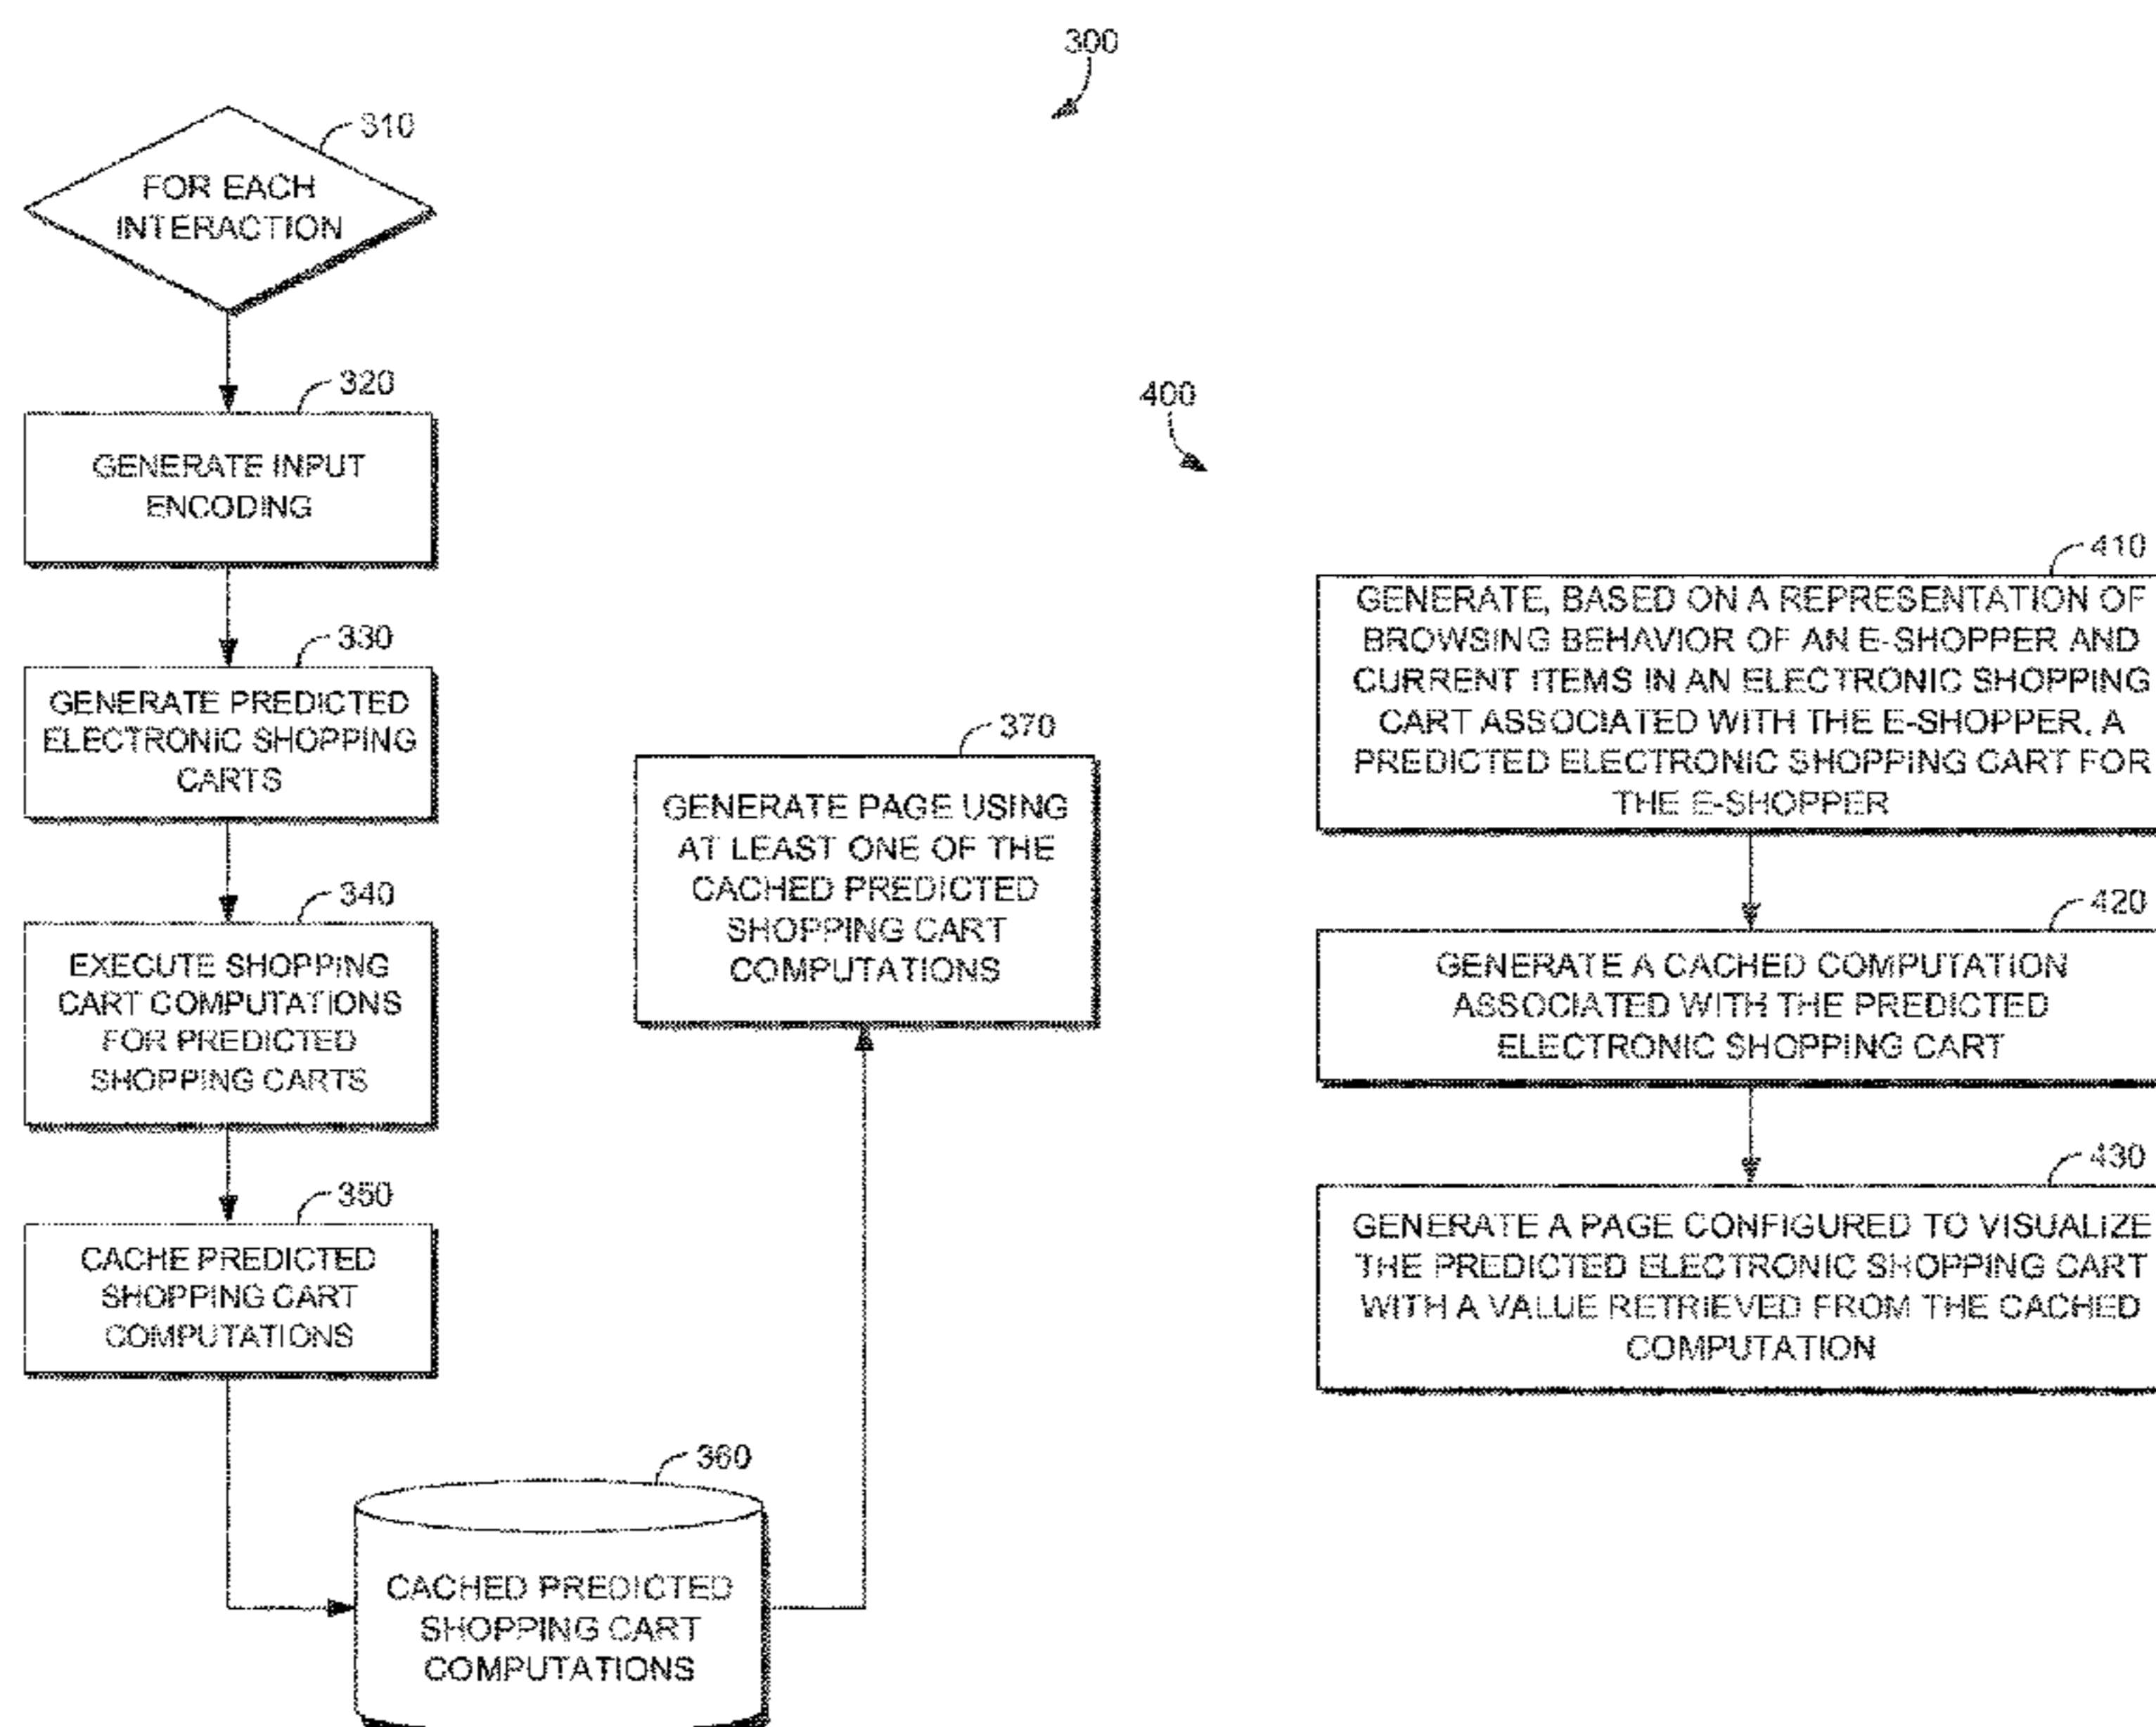 300
310
FOR EACH
INTERACTION
320
GENERATE INPUT
ENCODING
330
GENERATE PREDICTED
ELECTRONIC SHOPPING
CARTS
340
EXECUTE SHOPPING
CART COMPUTATIONS
FOR PREDICTED
SHOPPING CARTS
350
CACHE PREDICTED
SHOPPING CART
COMPUTATIONS
360
CACHED PREDICTED
SHOPPING CART
COMPUTATIONS
370
GENERATE PAGE USING
AT LEAST ONE OF THE
CACHED PREDICTED
SHOPPING CART
COMPUTATIONS
400
410
GENERATE, BASED ON A REPRESENTATION OF
BROWSING BEHAVIOR OF AN E-SHOPPER AND
CURRENT ITEMS IN AN ELECTRONIC SHOPPING
CART ASSOCIATED WITH THE E-SHOPPER, A
PREDICTED ELECTRONIC SHOPPING CART FOR
THE E-SHOPPER
420
GENERATE A CACHED COMPUTATION
ASSOCIATED WITH THE PREDICTED
ELECTRONIC SHOPPING CART
430
GENERATE A PAGE CONFIGURED TO VISUALIZE
THE PREDICTED ELECTRONIC SHOPPING CART
WITH A VALUE RETRIEVED FROM THE CACHED
COMPUTATION